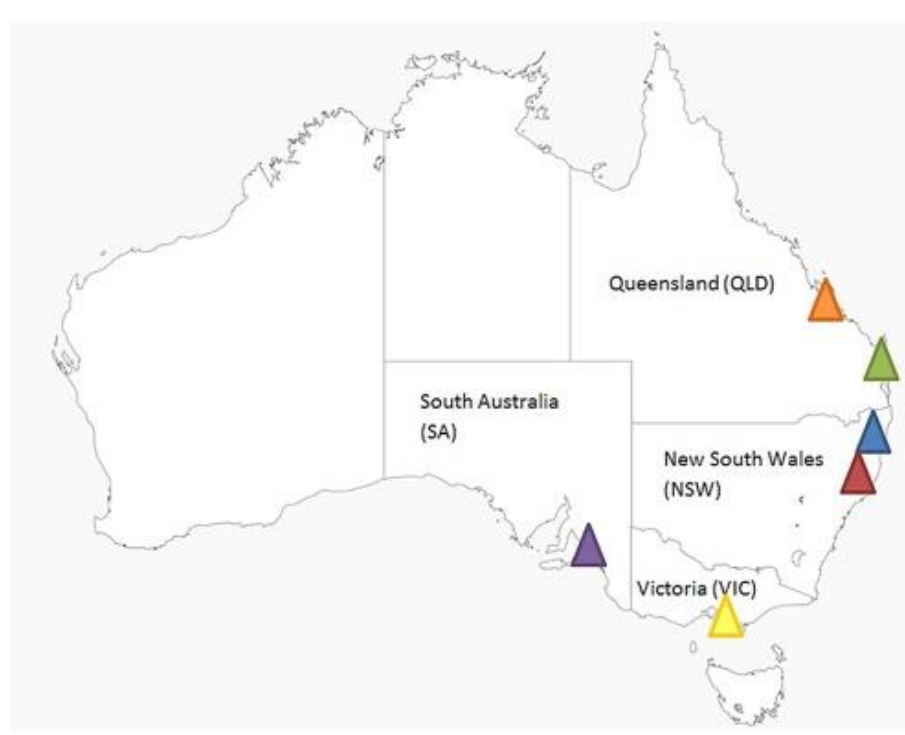 Queensland (QLD)
South Australia
(SA)
New South Wales
(NSW)
Victoria (VIC)